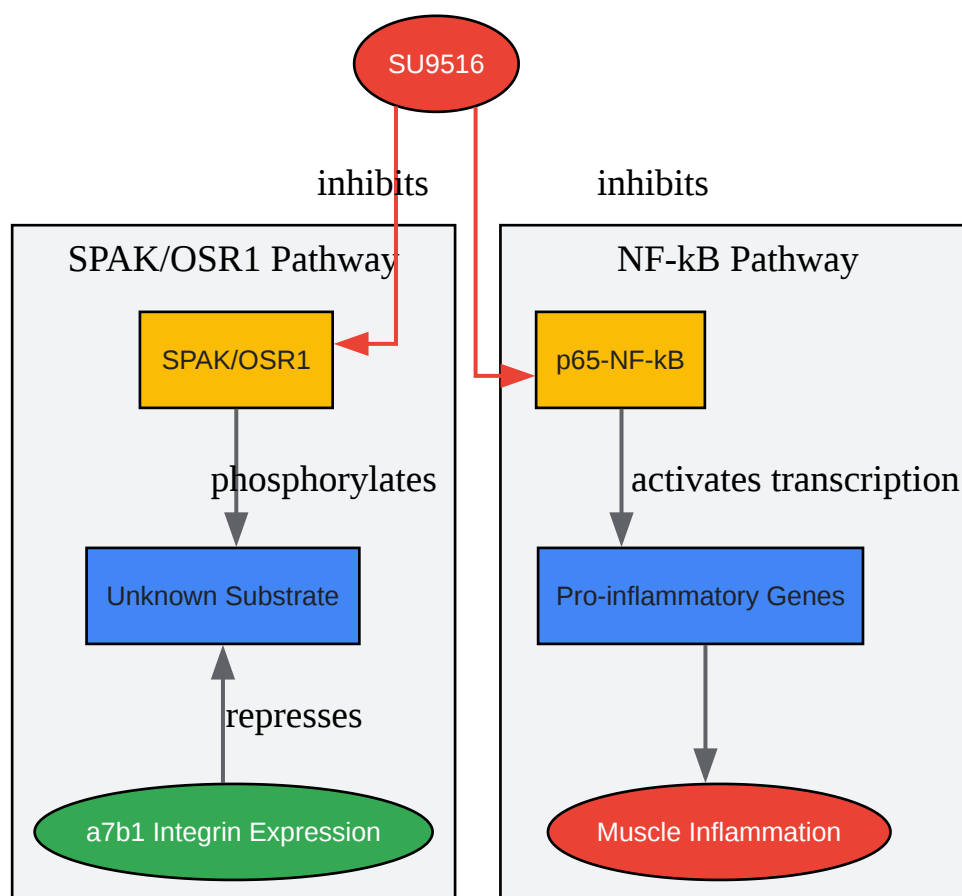 SU9516
inhibits
inhibits
SPAK/OSR1 Pathway
NF-kB Pathway
SPAK/OSR1
p65-NF-kB
phosphorylates
activates transcription
Unknown Substrate
Pro-inflammatory Genes
represses
a7b1 Integrin Expression
Muscle Inflammation